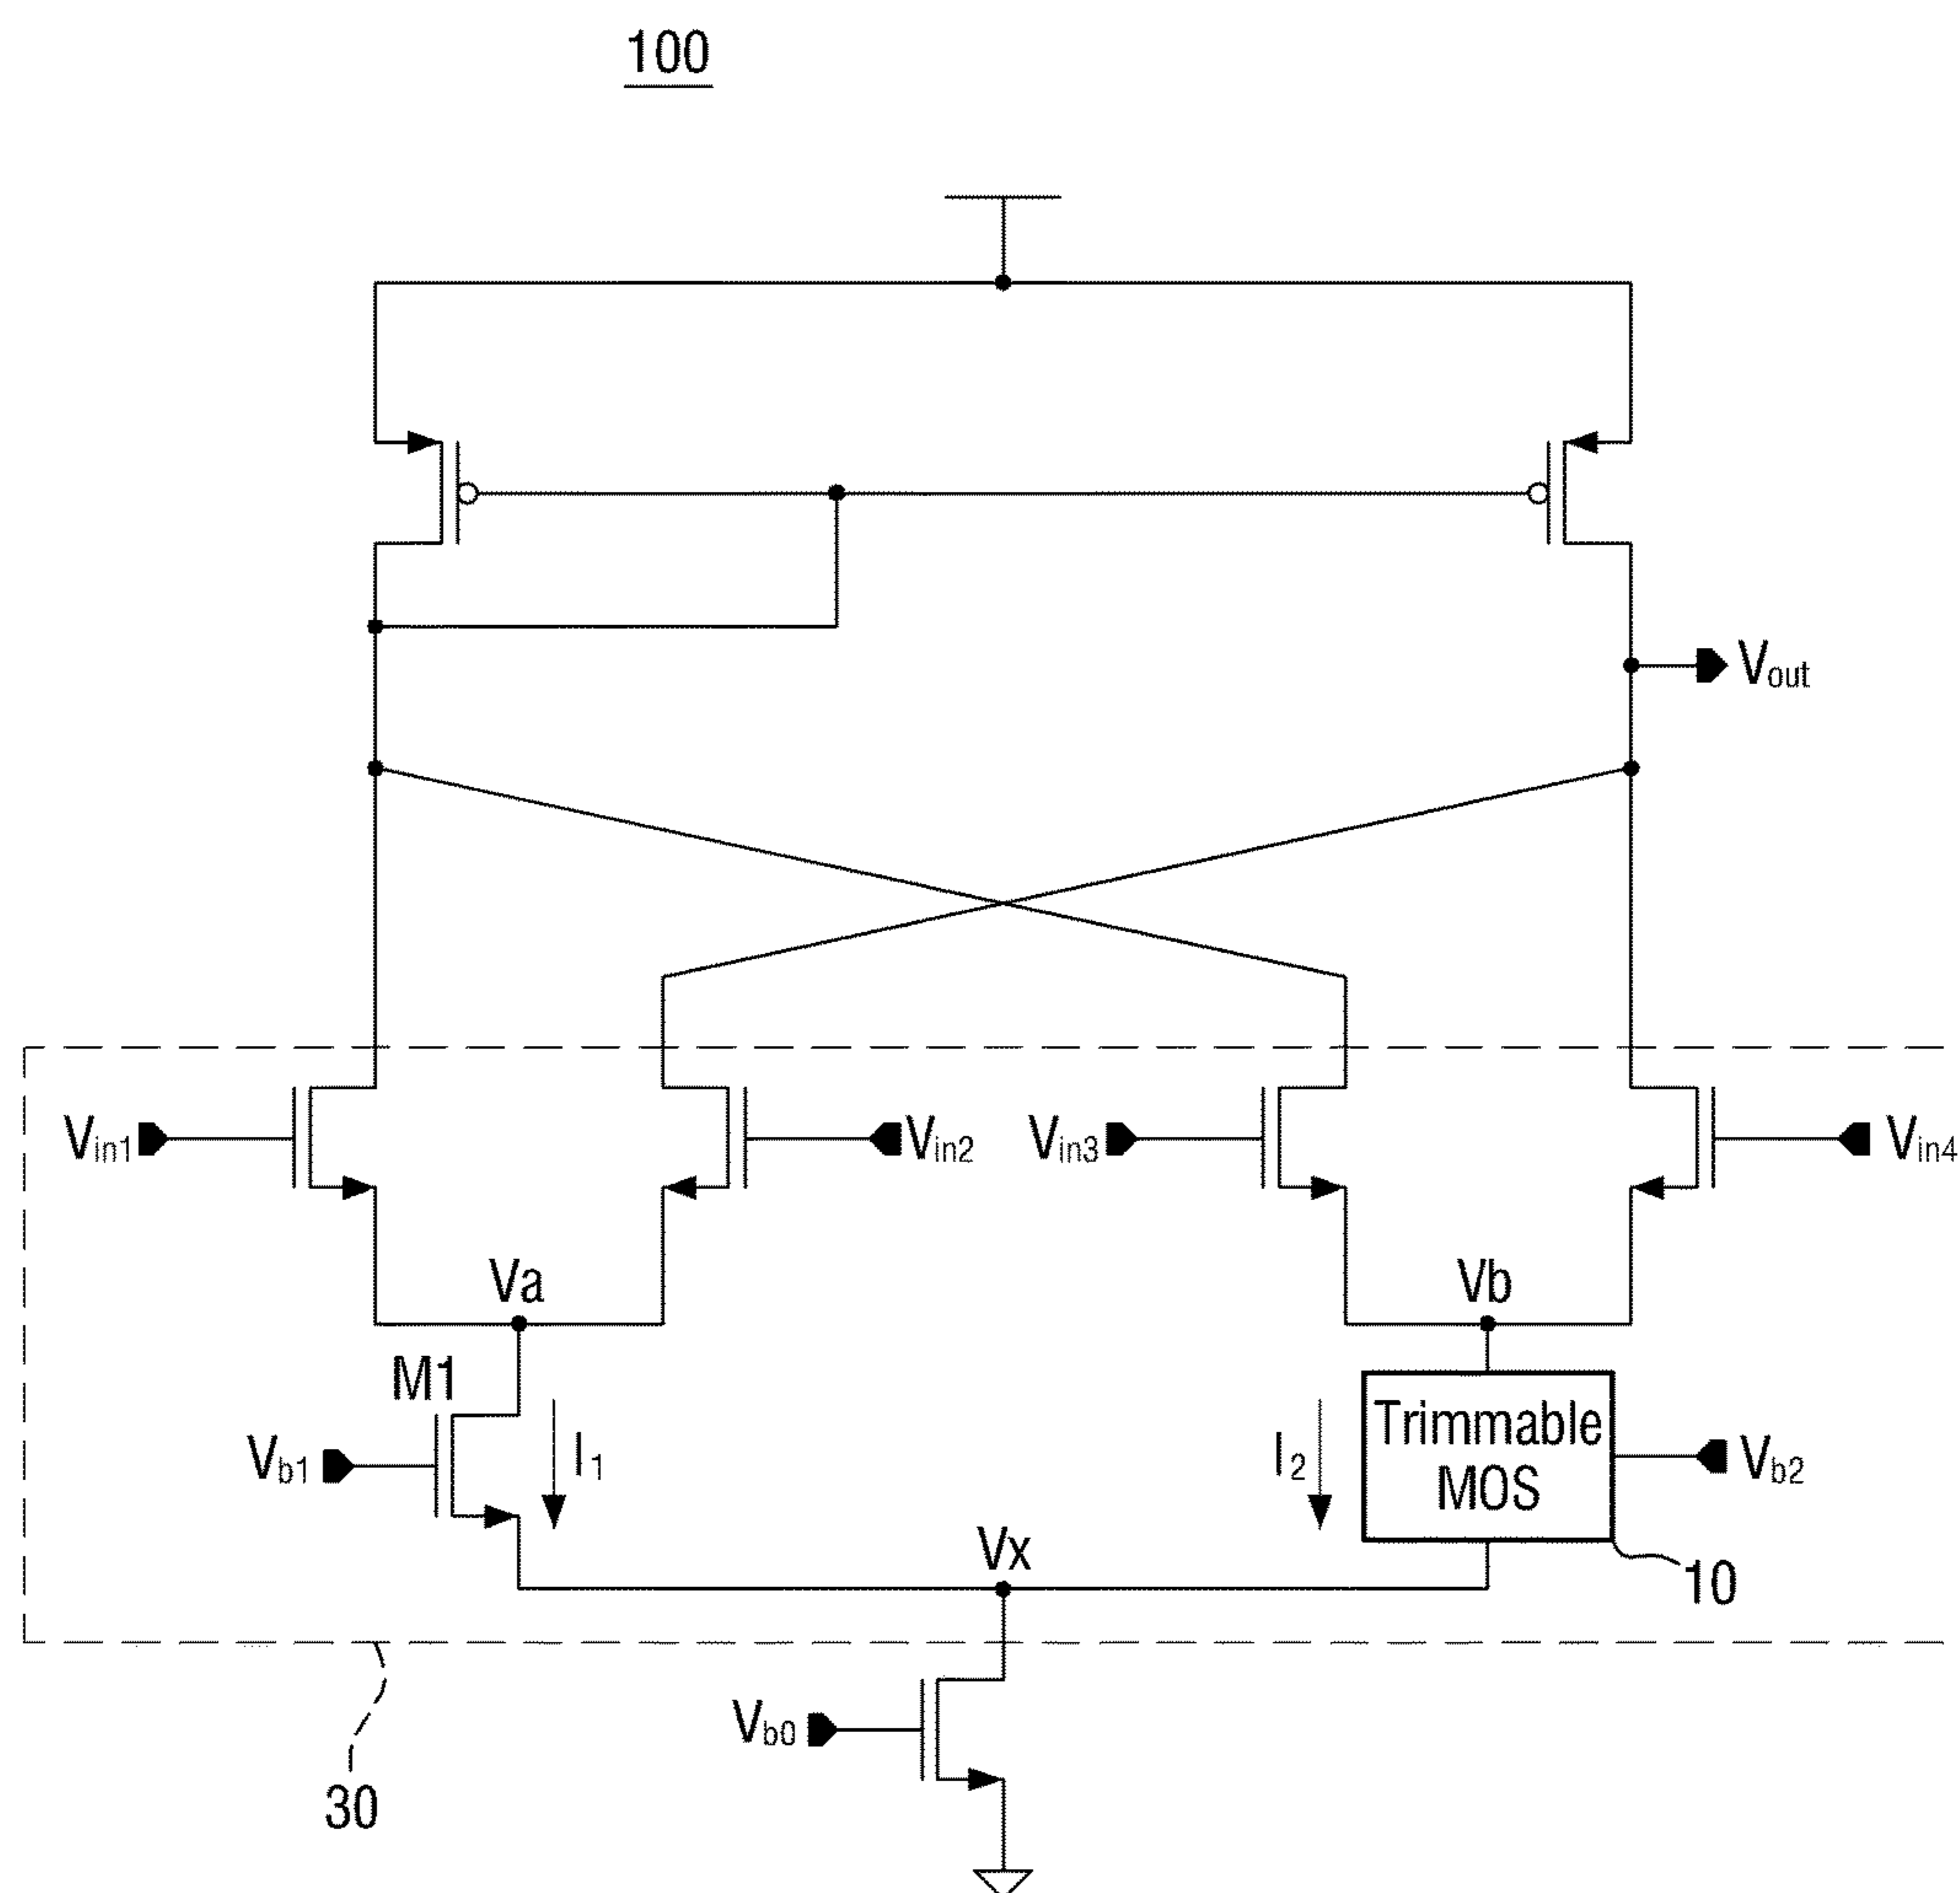 100
Vout
Vin1
Vin2
Vin3
Vin4
Va
Vb
M1
Vb1
I1
I2
Trimmable
MOS
Vb2
Vx
10
Vb0
30